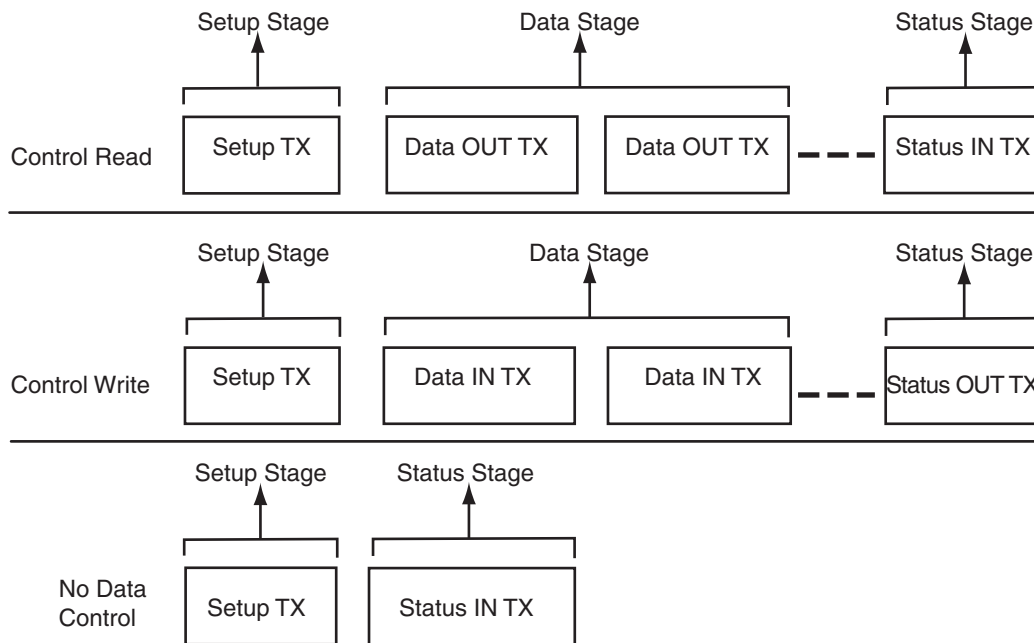 Setup Stage Data Stage Status Stage
Control Read Setup TX Data OUT TX Data OUT TX Status IN TX
Setup Stage Data Stage Status Stage
Control Write Setup TX Data IN TX Data IN TX Status OUT TX
Setup Stage Status Stage
No Data
Control Setup TX Status IN TX